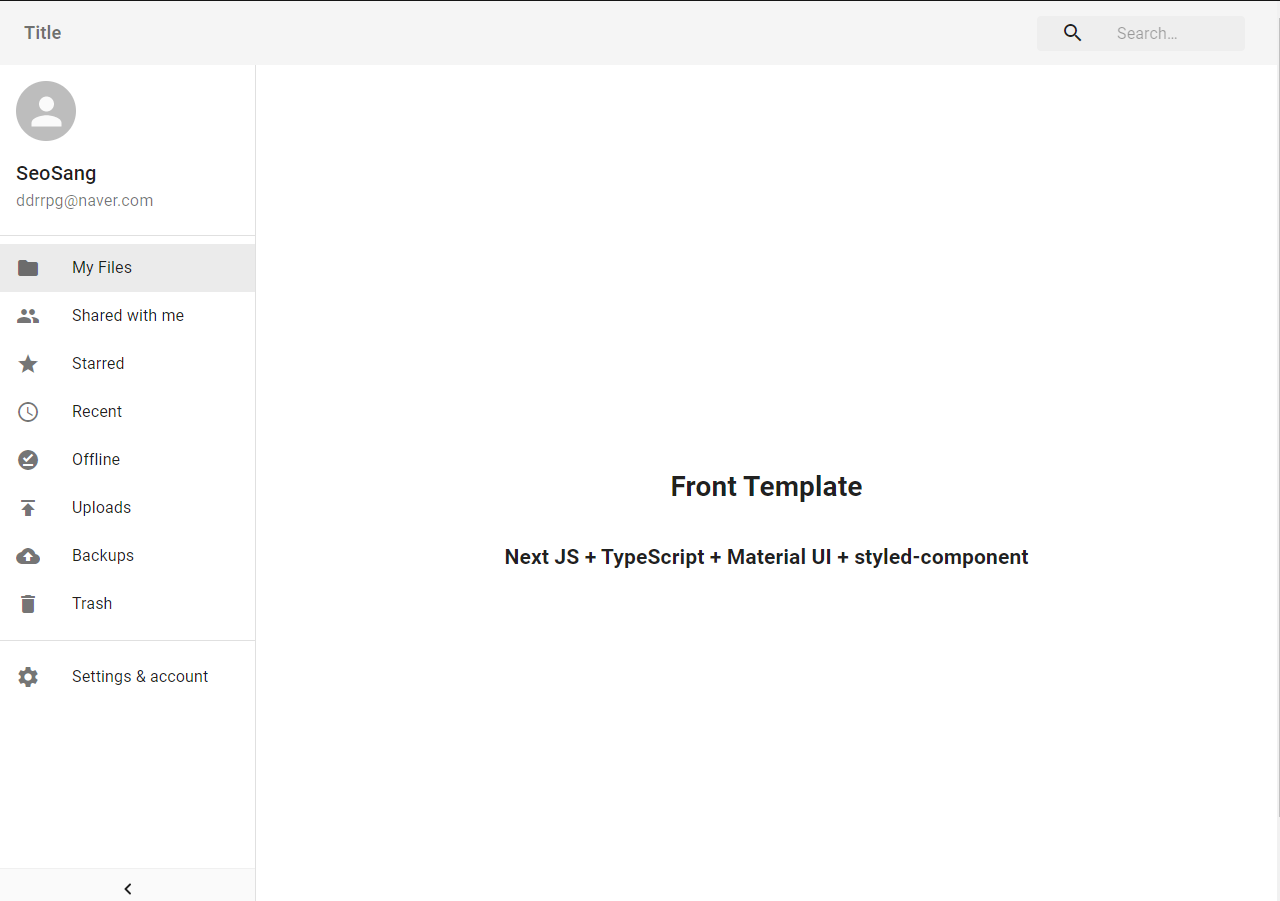 Title
Search...
SeoSang
ddrrpg@naver.com
My Files
Shared with me
Starred
Recent
Offline
Uploads
Backups
Trash
Settings & account
Front Template
Next JS + TypeScript + Material UI + styled-component